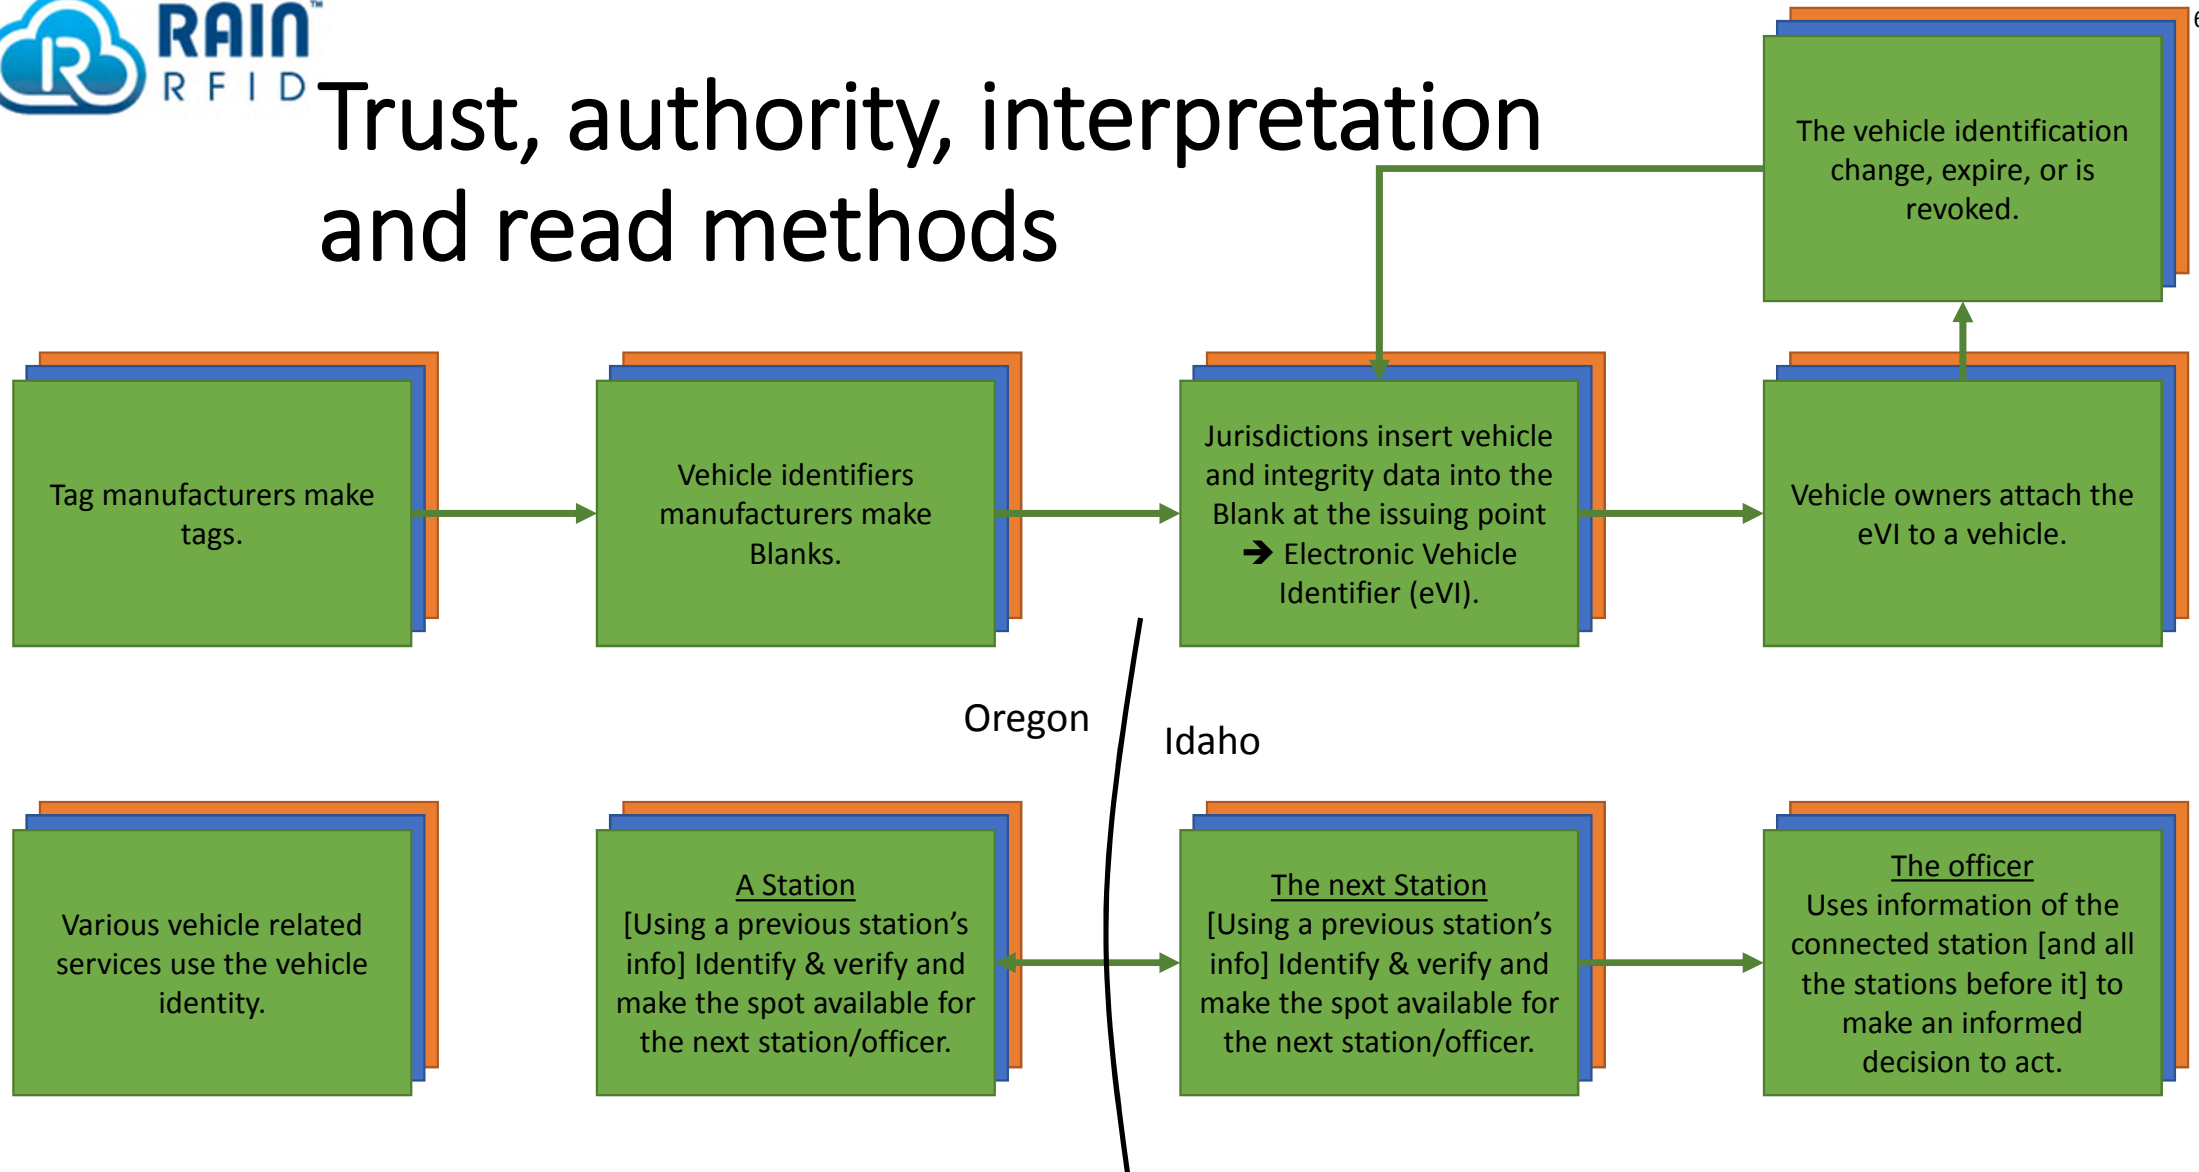 RAIN™
RFID
6
Trust, authority, interpretation
and read methods
The vehicle identification
change, expire, or is
revoked.
Tag manufacturers make
tags.
Vehicle identifiers
manufacturers make
Blanks.
Jurisdictions insert vehicle
and integrity data into the
Blank at the issuing point
➔ Electronic Vehicle
Identifier (eVI).
Vehicle owners attach the
eVI to a vehicle.
Oregon
Idaho
Various vehicle related
services use the vehicle
identity.
A Station
[Using a previous station’s
info] Identify & verify and
make the spot available for
the next station/officer.
The next Station
[Using a previous station’s
info] Identify & verify and
make the spot available for
the next station/officer.
The officer
Uses information of the
connected station [and all
the stations before it] to
make an informed
decision to act.